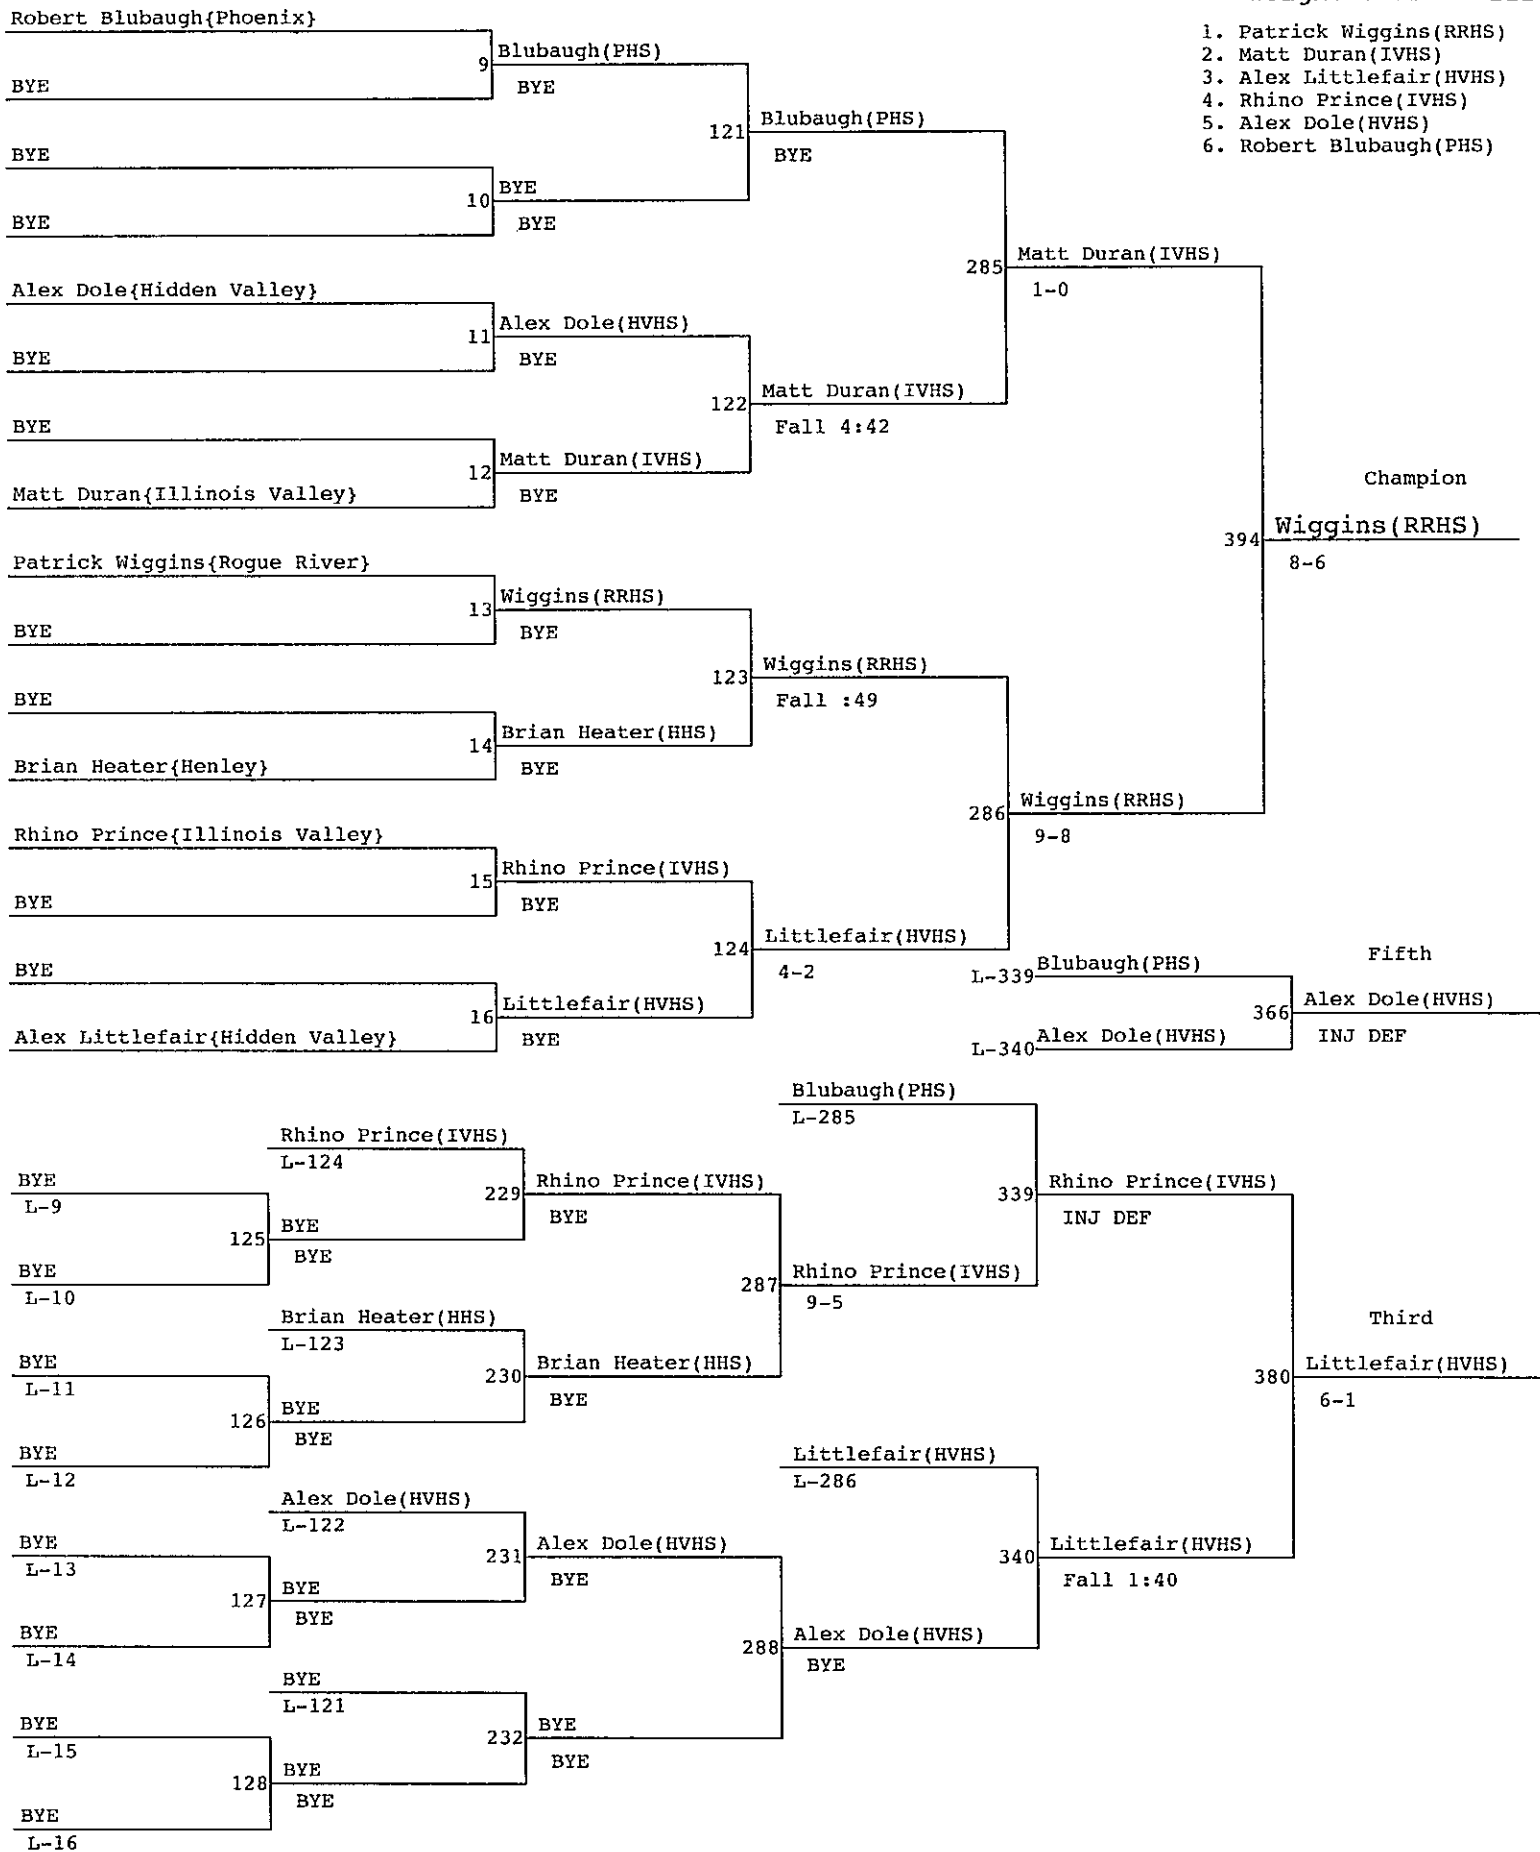 1. Patrick Wiggins(RRHS)
2. Matt Duran(IVHS)
3. Alex Littlefair(HVHS)
4. Rhino Prince(IVHS)
5. Alex Dole(HVHS)
6. Robert Blubaugh(PHS)
Robert Blubaugh{Phoenix}
9
Blubaugh(PHS)
BYE
BYE
121
Blubaugh(PHS)
BYE
BYE
10
BYE
BYE
BYE
285
Matt Duran(IVHS)
1-0
Alex Dole{Hidden Valley}
11
Alex Dole(HVHS)
BYE
BYE
122
Matt Duran(IVHS)
Fall 4:42
BYE
12
Matt Duran(IVHS)
BYE
Matt Duran{Illinois Valley}
Champion
394
Wiggins(RRHS)
8-6
Patrick Wiggins{Rogue River}
13
Wiggins(RRHS)
BYE
BYE
123
Wiggins(RRHS)
Fall :49
BYE
14
Brian Heater(HHS)
BYE
Brian Heater{Henley}
286
Wiggins(RRHS)
9-8
Rhino Prince{Illinois Valley}
15
Rhino Prince(IVHS)
BYE
BYE
124
Littlefair(HVHS)
4-2
BYE
16
Littlefair(HVHS)
BYE
Alex Littlefair{Hidden Valley}
Fifth
L-339
Blubaugh(PHS)
366
Alex Dole(HVHS)
INJ DEF
L-340
Alex Dole(HVHS)
Blubaugh(PHS)
L-285
Rhino Prince(IVHS)
L-124
BYE
L-9
229
Rhino Prince(IVHS)
BYE
125
BYE
BYE
BYE
L-10
339
Rhino Prince(IVHS)
INJ DEF
287
Rhino Prince(IVHS)
9-5
Brian Heater(HHS)
L-123
BYE
L-11
230
Brian Heater(HHS)
BYE
126
BYE
BYE
BYE
L-12
Third
380
Littlefair(HVHS)
6-1
Littlefair(HVHS)
L-286
Alex Dole(HVHS)
L-122
BYE
L-13
231
Alex Dole(HVHS)
BYE
127
BYE
BYE
BYE
L-14
340
Littlefair(HVHS)
Fall 1:40
288
Alex Dole(HVHS)
BYE
BYE
L-121
BYE
L-15
232
BYE
BYE
128
BYE
BYE
BYE
L-16